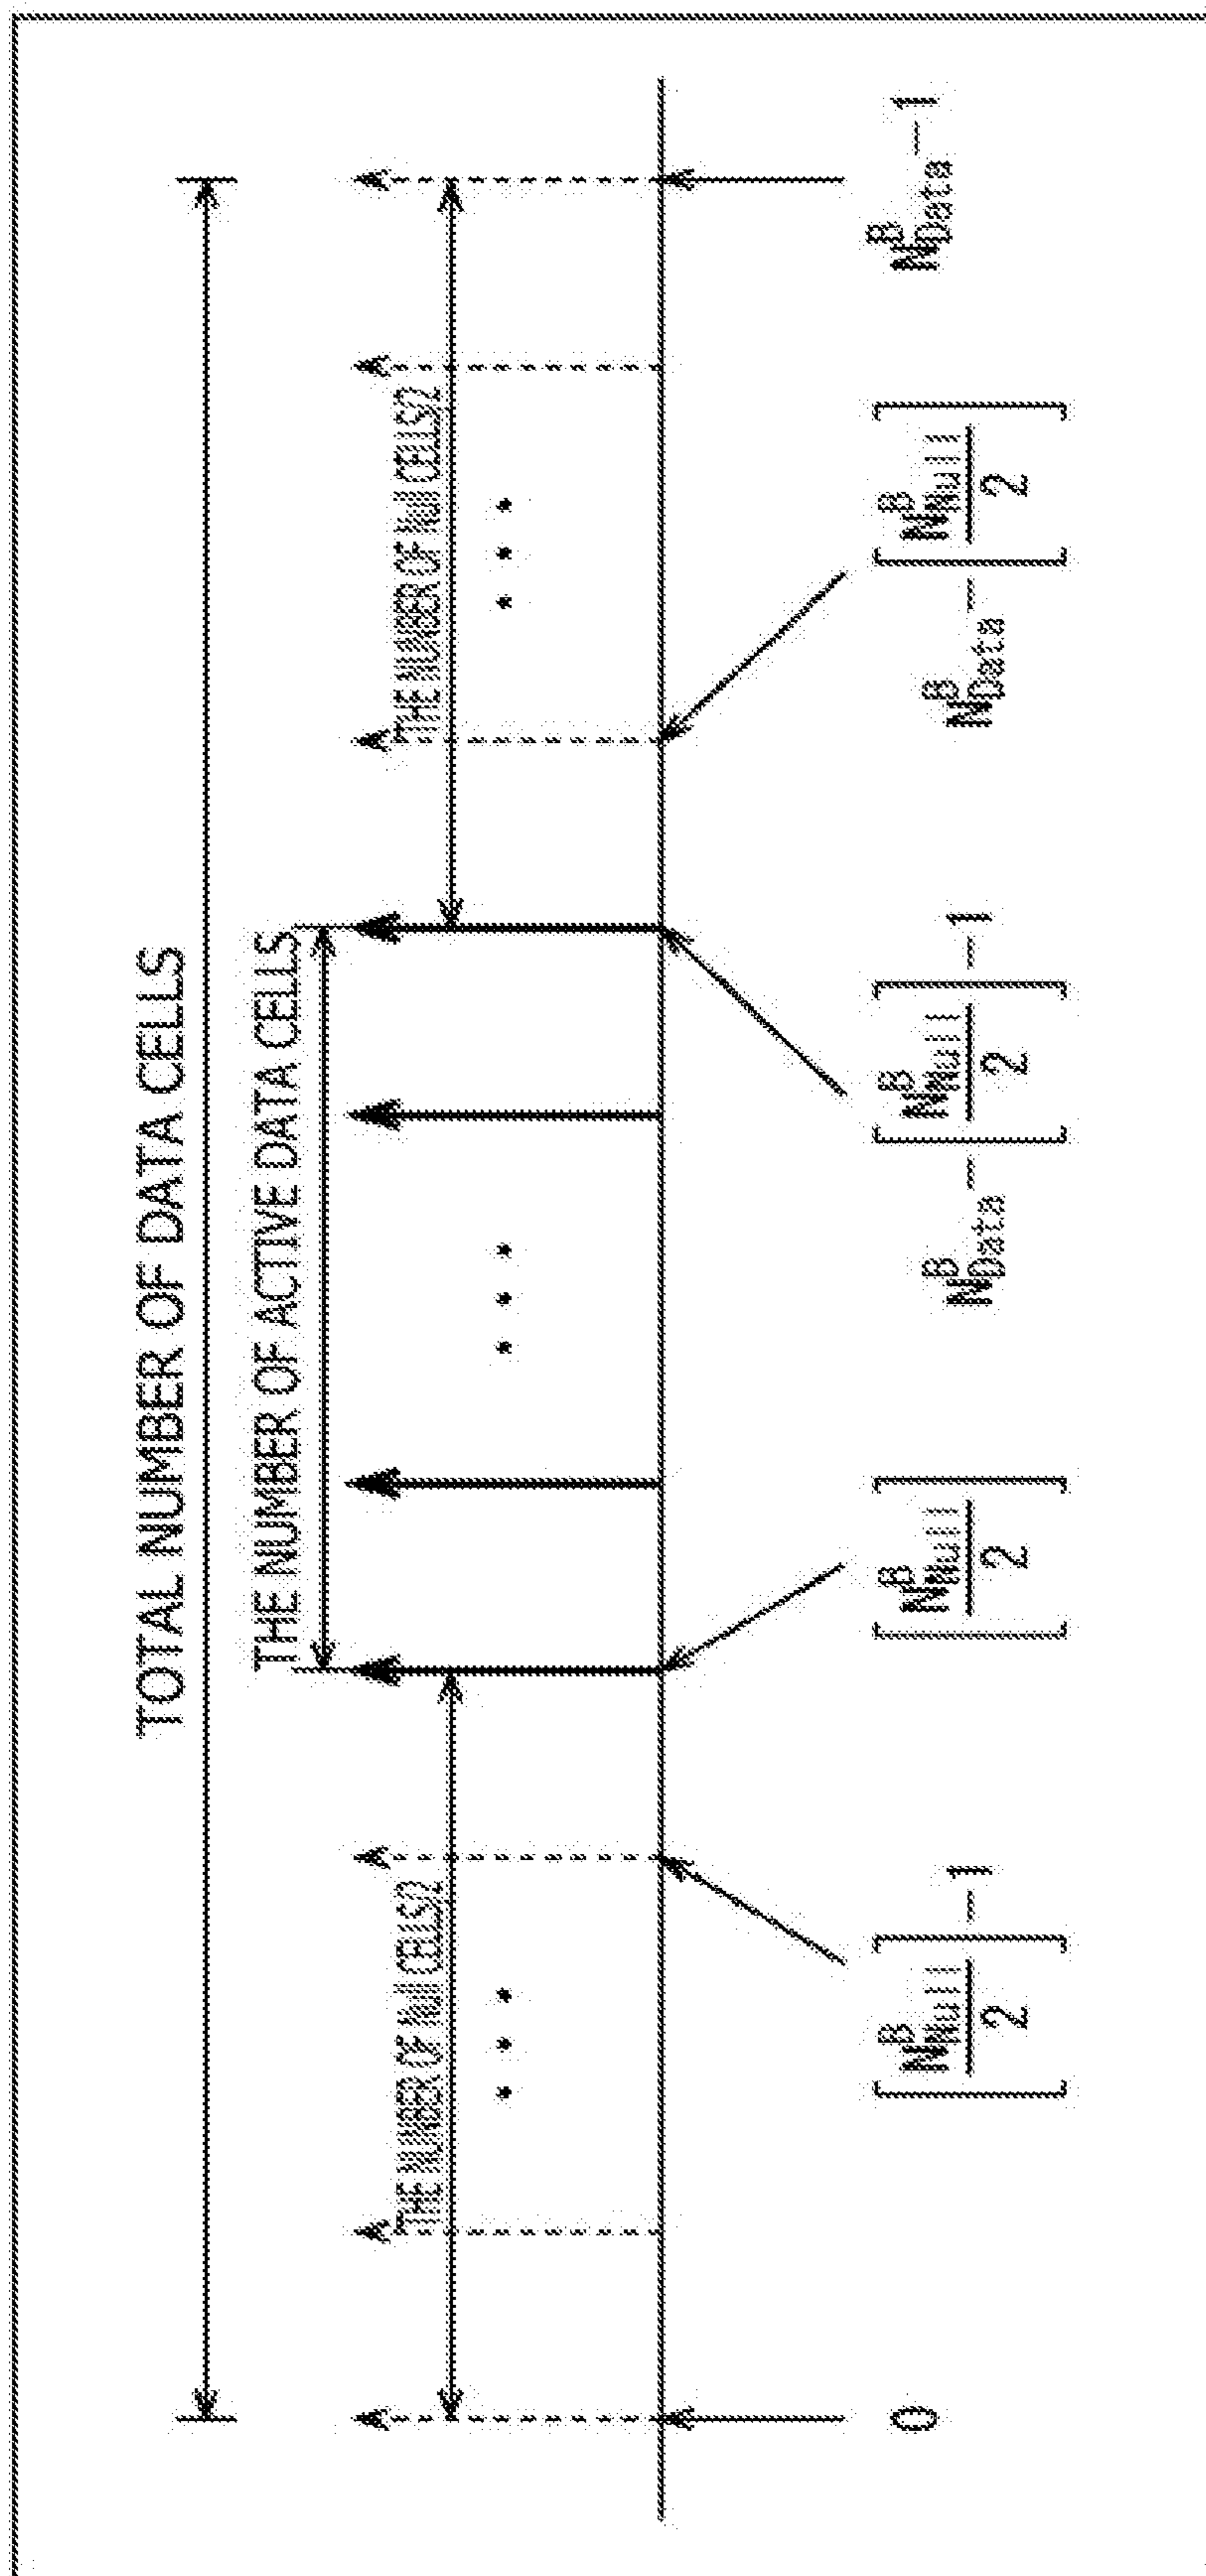 TOTAL NUMBER OF DATA CELLS
THE NUMBER OF ACTIVE DATA CELLS
THE NUMBER OF Null CELLS/2
THE NUMBER OF Null CELLS/2
0
[N^B_Null / 2] −1
[N^B_Null / 2]
N^B_Data − [N^B_Null / 2] −1
N^B_Data − [N^B_Null / 2]
N^B_Data −1